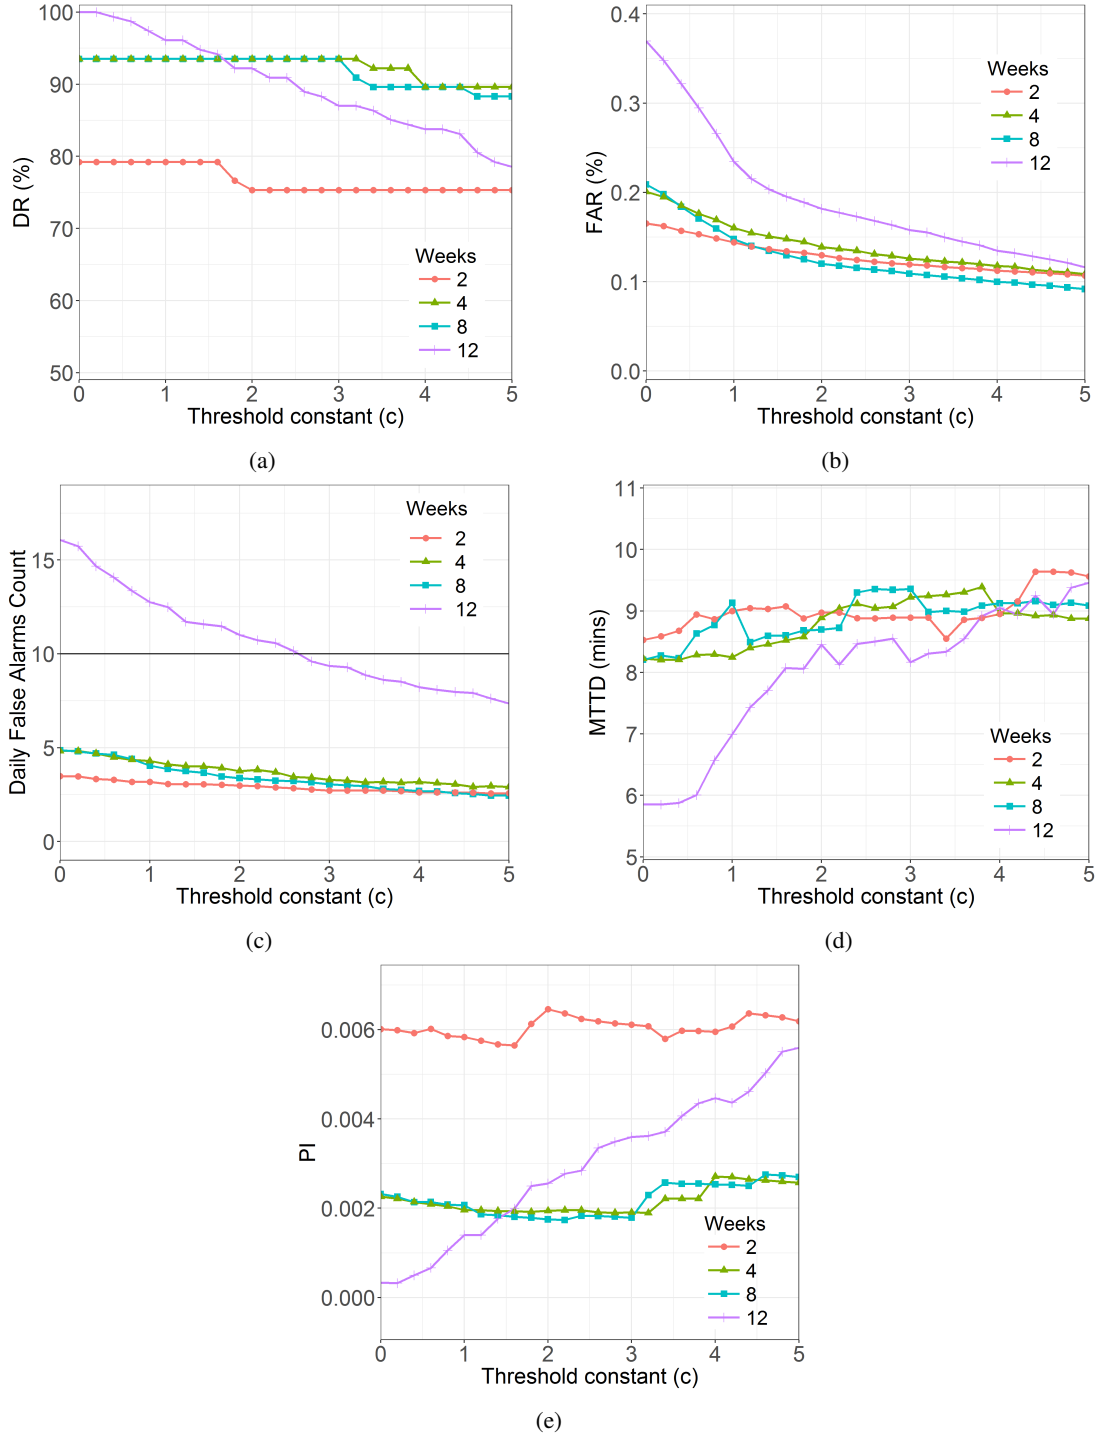 DR (%)
100
90
80
70
60
50
Weeks
2
4
8
12
0 1 2 3 4 5
Threshold constant (c)
(a)
FAR (%)
0.4
0.3
0.2
0.1
0.0
Weeks
2
4
8
12
0 1 2 3 4 5
Threshold constant (c)
(b)
Daily False Alarms Count
15
10
5
0
Weeks
2
4
8
12
0 1 2 3 4 5
Threshold constant (c)
(c)
MTTD (mins)
11
10
9
8
7
6
5
Weeks
2
4
8
12
0 1 2 3 4 5
Threshold constant (c)
(d)
PI
0.006
0.004
0.002
0.000
Weeks
2
4
8
12
0 1 2 3 4 5
Threshold constant (c)
(e)